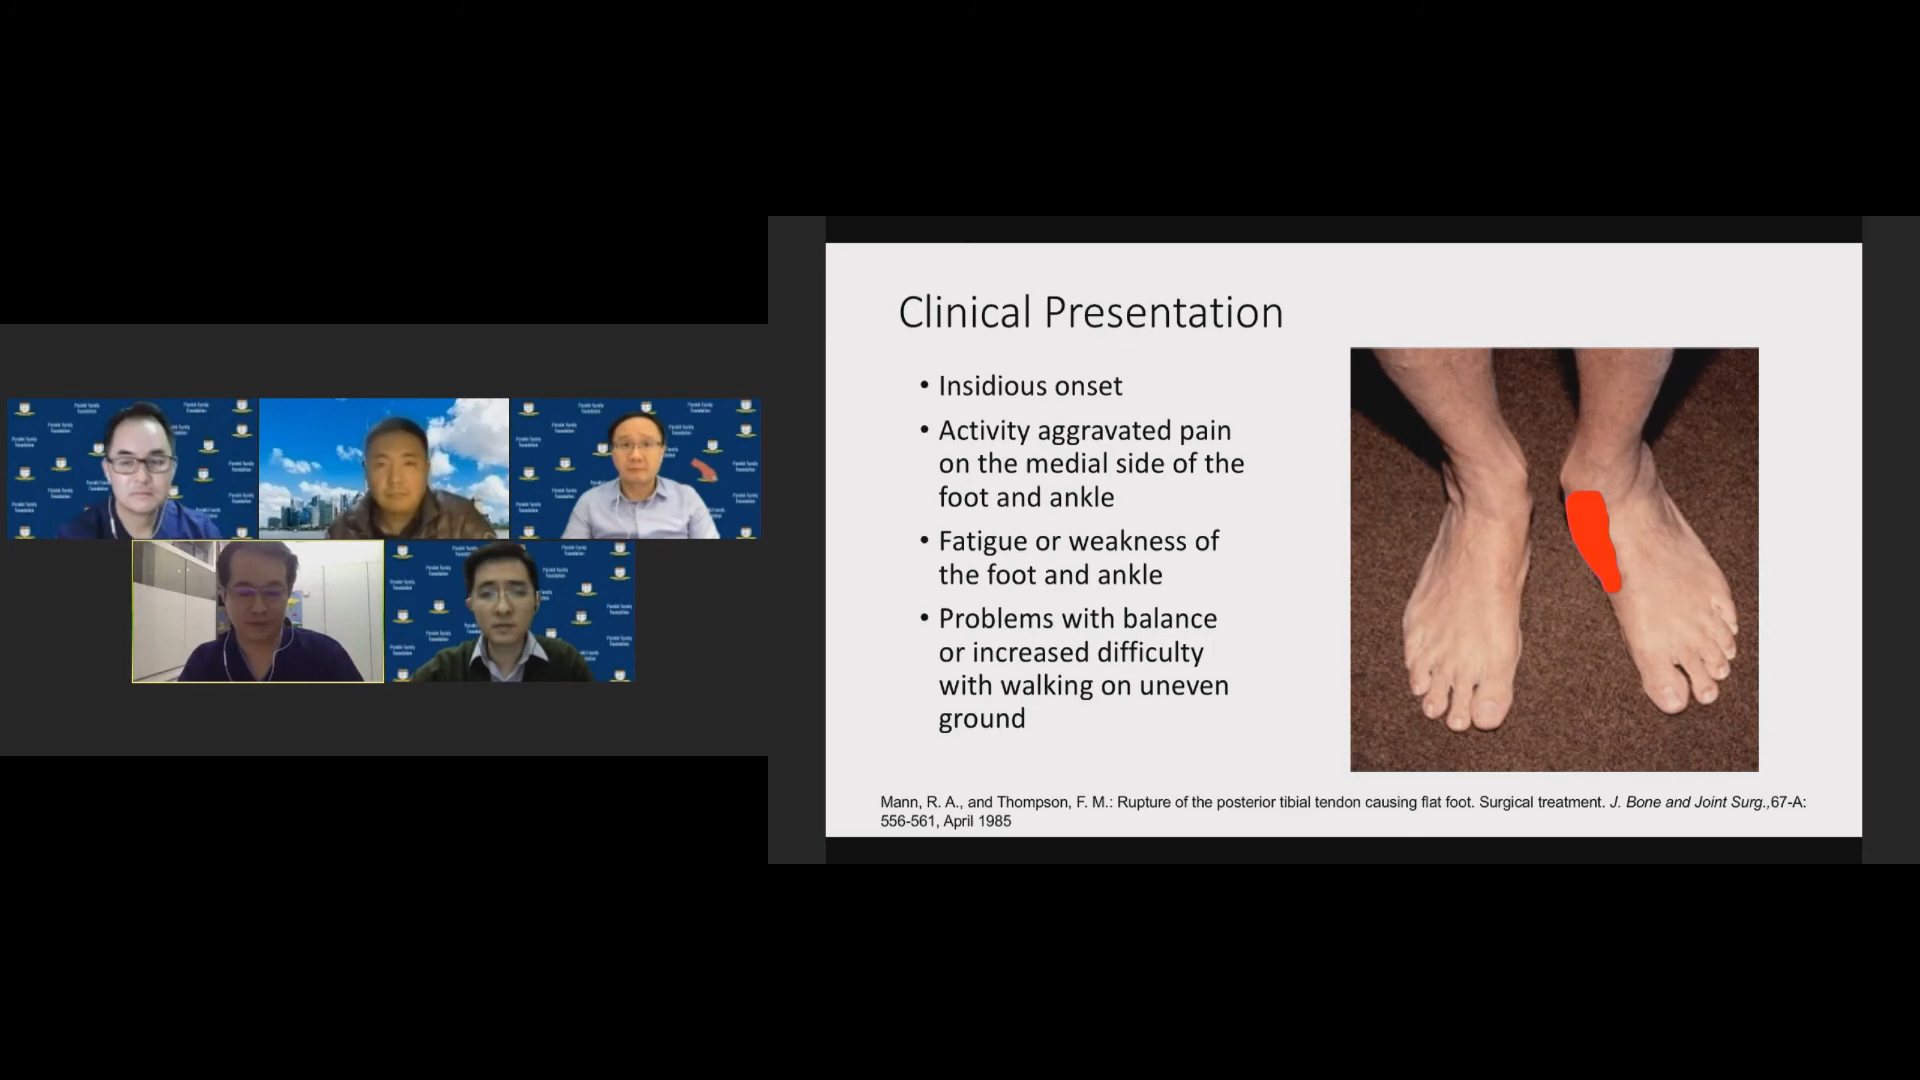 Clinical Presentation
• Insidious onset
• Activity aggravated pain
on the medial side of the
foot and ankle
• Fatigue or weakness of
the foot and ankle
• Problems with balance
or increased difficulty
with walking on uneven
ground
Mann, R. A., and Thompson, F. M.: Rupture of the posterior tibial tendon causing flat foot. Surgical treatment. J. Bone and Joint Surg.,67-A:
556-561, April 1985